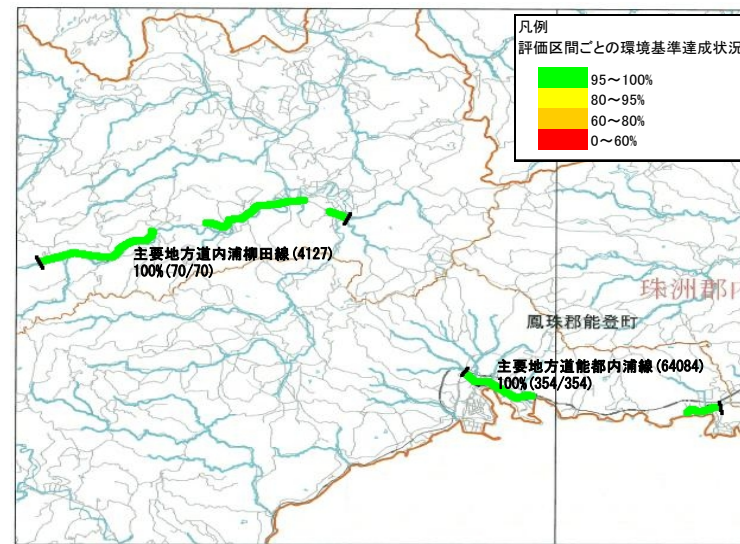 凡例
評価区間ごとの環境基準達成状況
95～100%
80～95%
60～80%
0～60%
主要地方道内浦柳田線(4127)
100%(70/70)
珠洲郡
鳳珠郡能登町
主要地方道能都内浦線(64084)
100%(354/354)